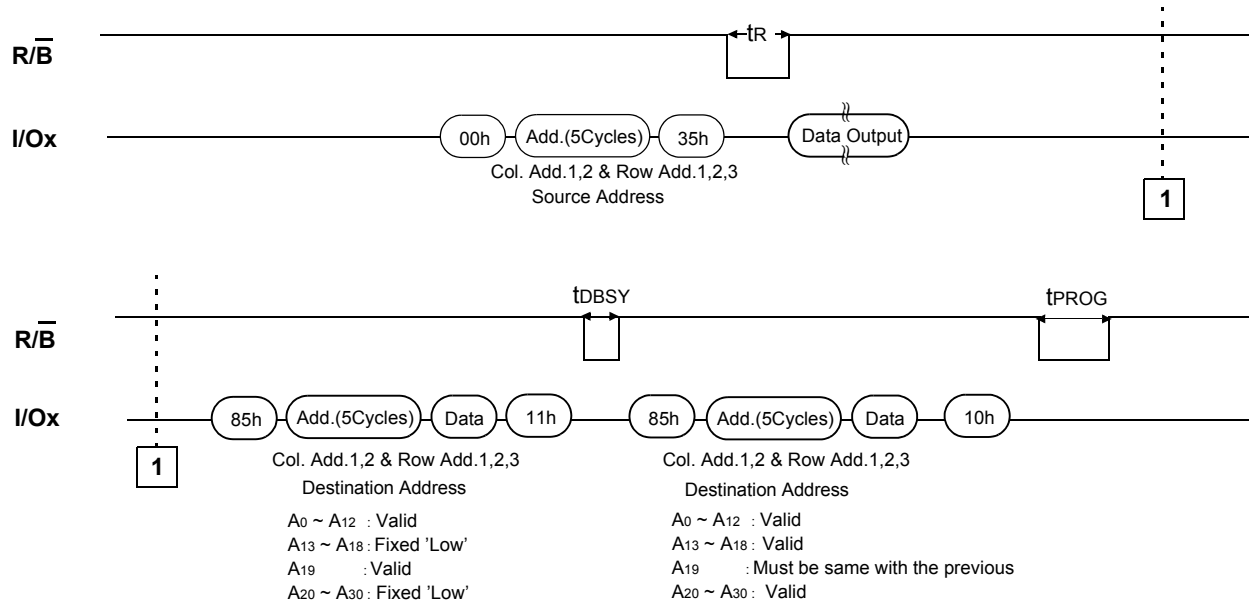 tR
R/B̅
I/Ox
00h Add.(5Cycles) 35h Data Output
Col. Add.1,2 & Row Add.1,2,3
Source Address
1
tDBSY tPROG
R/B̅
I/Ox
85h Add.(5Cycles) Data 11h 85h Add.(5Cycles) Data 10h
1
Col. Add.1,2 & Row Add.1,2,3
Destination Address
A0 ~ A12 : Valid
A13 ~ A18 : Fixed 'Low'
A19 : Valid
A20 ~ A30 : Fixed 'Low'
Col. Add.1,2 & Row Add.1,2,3
Destination Address
A0 ~ A12 : Valid
A13 ~ A18 : Valid
A19 : Must be same with the previous
A20 ~ A30 : Valid